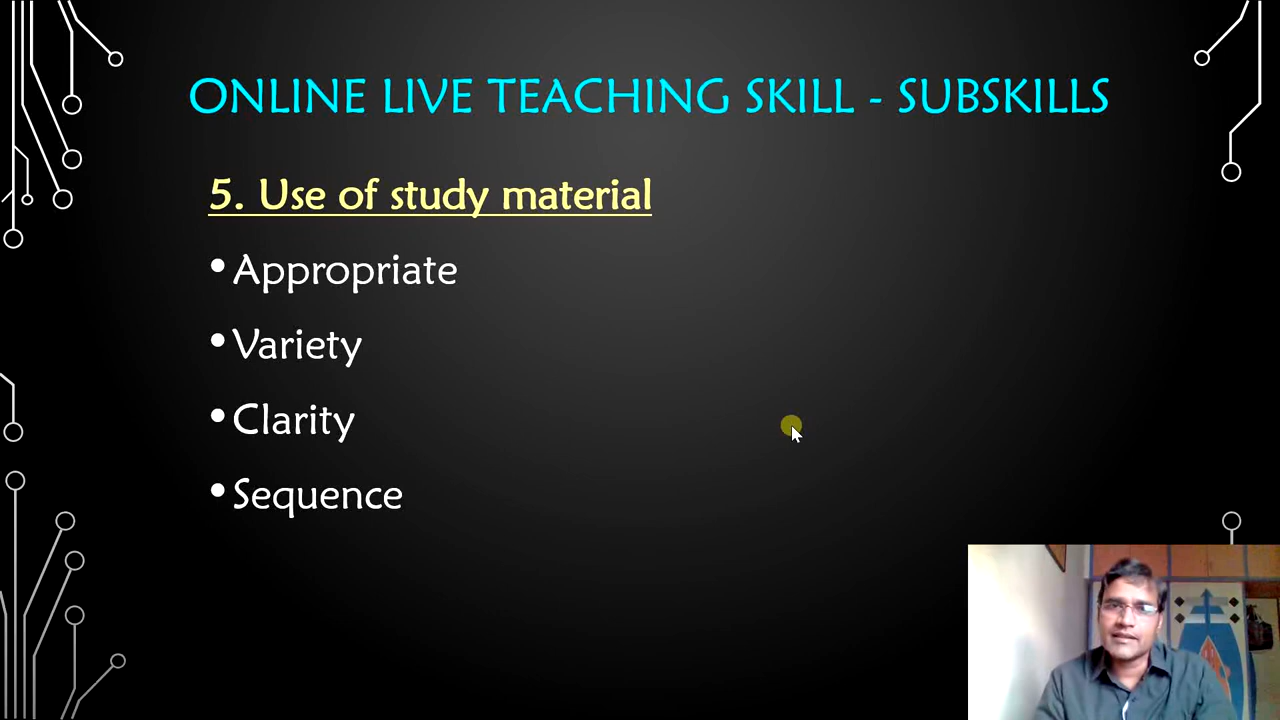 ONLINE LIVE TEACHING SKILL - SUBSKILLS
5. Use of study material
• Appropriate
• Variety
• Clarity
• Sequence